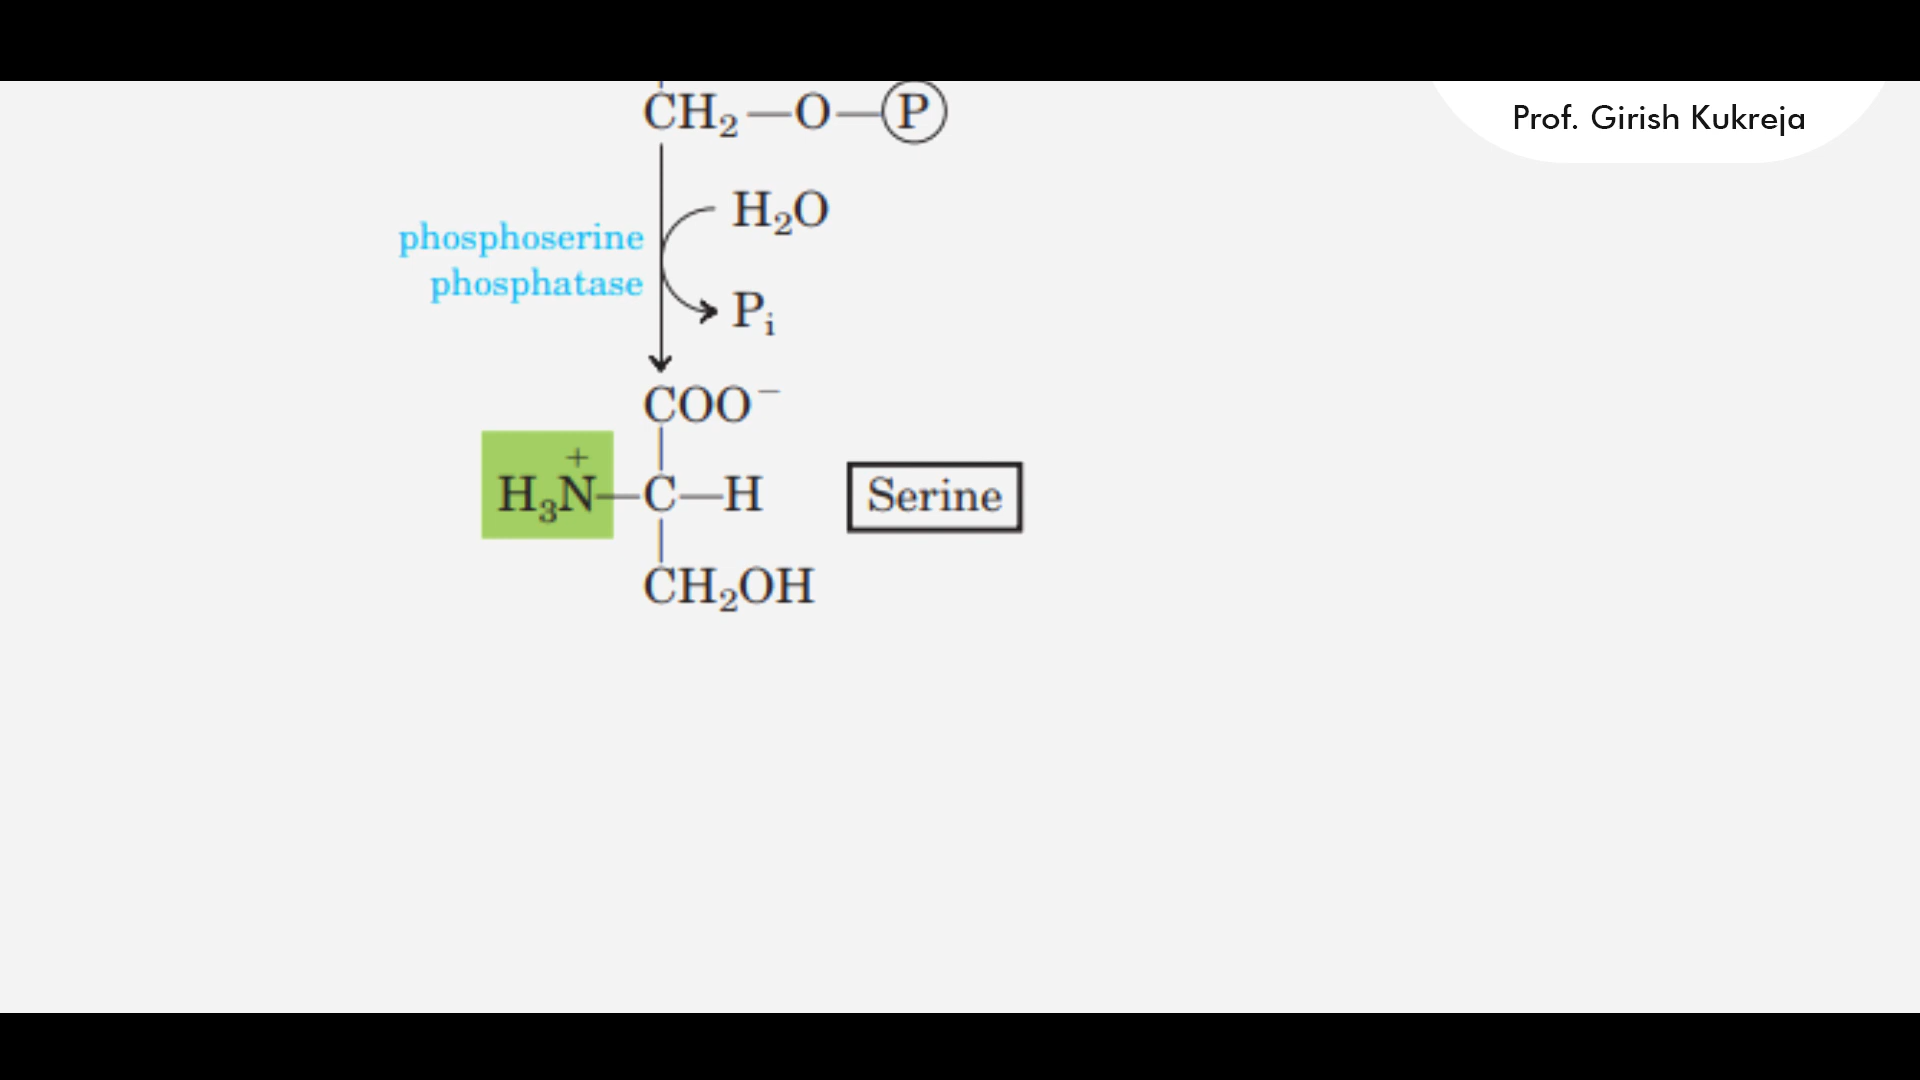 CH₂—O—P
Prof. Girish Kukreja
H₂O
phosphoserine
phosphatase
Pᵢ
COO⁻
H₃N⁺—C—H
Serine
CH₂OH